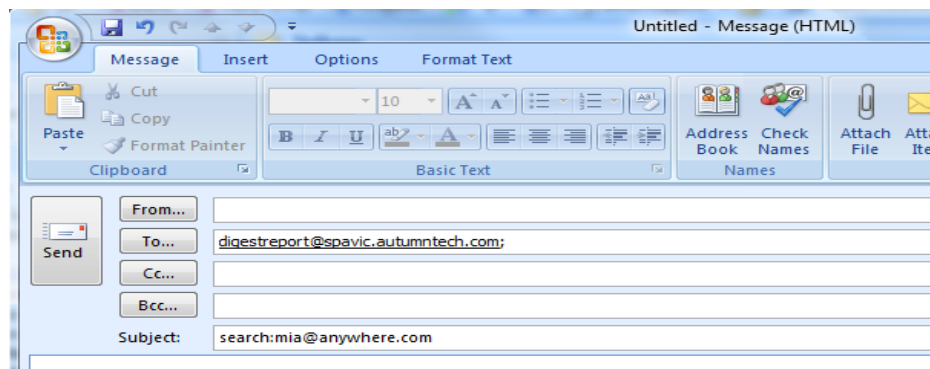 Untitled - Message (HTML)
Message Insert Options Format Text
Cut
Copy
Paste
Format Painter
Clipboard
10
A A
B I U ab A
Basic Text
Address Book
Check Names
Names
Attach File
From...
To... digestreport@spavic.autumntech.com;
Send
Cc...
Bcc...
Subject: search:mia@anywhere.com